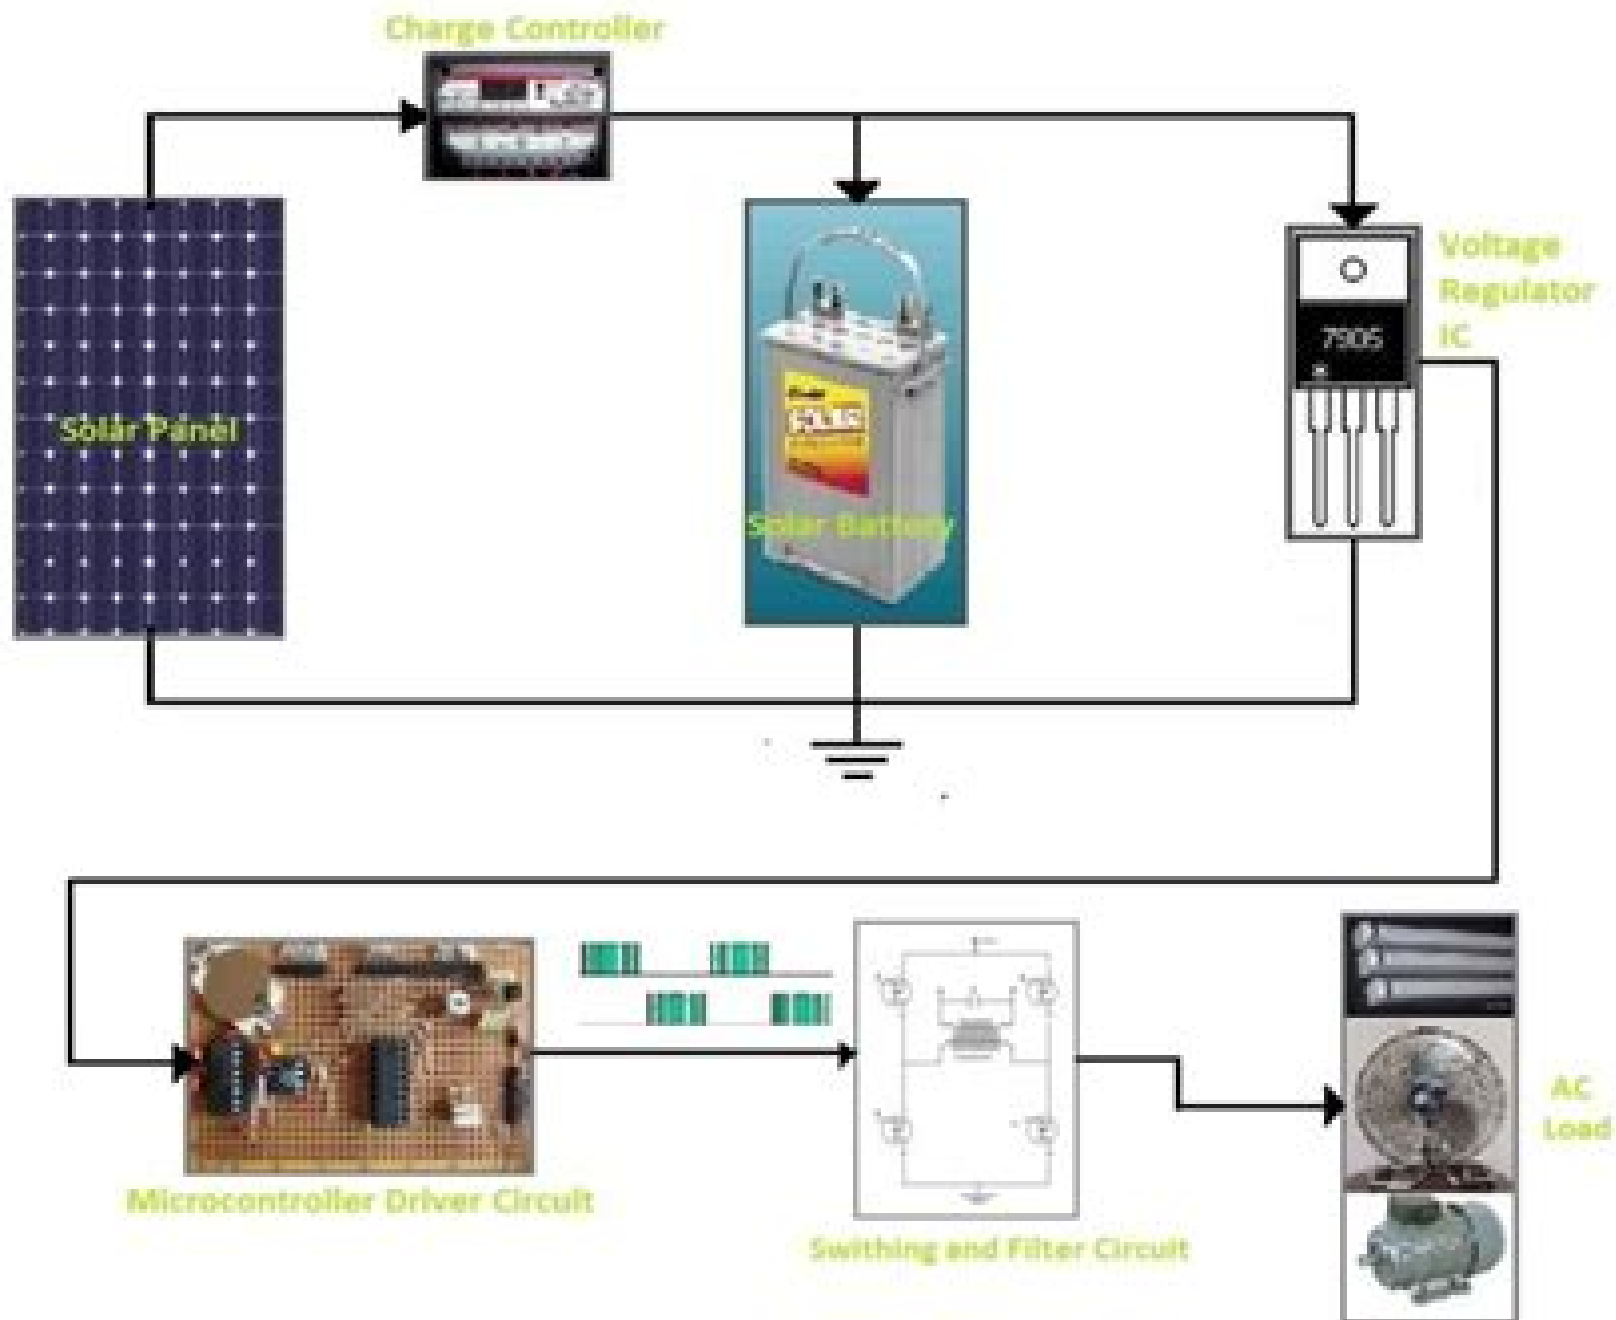 Charge Controller
Solar Panel
Solar Battery
Voltage
Regulator
IC
7905
Microcontroller Driver Circuit
Swithing and Filter Circuit
AC
Load